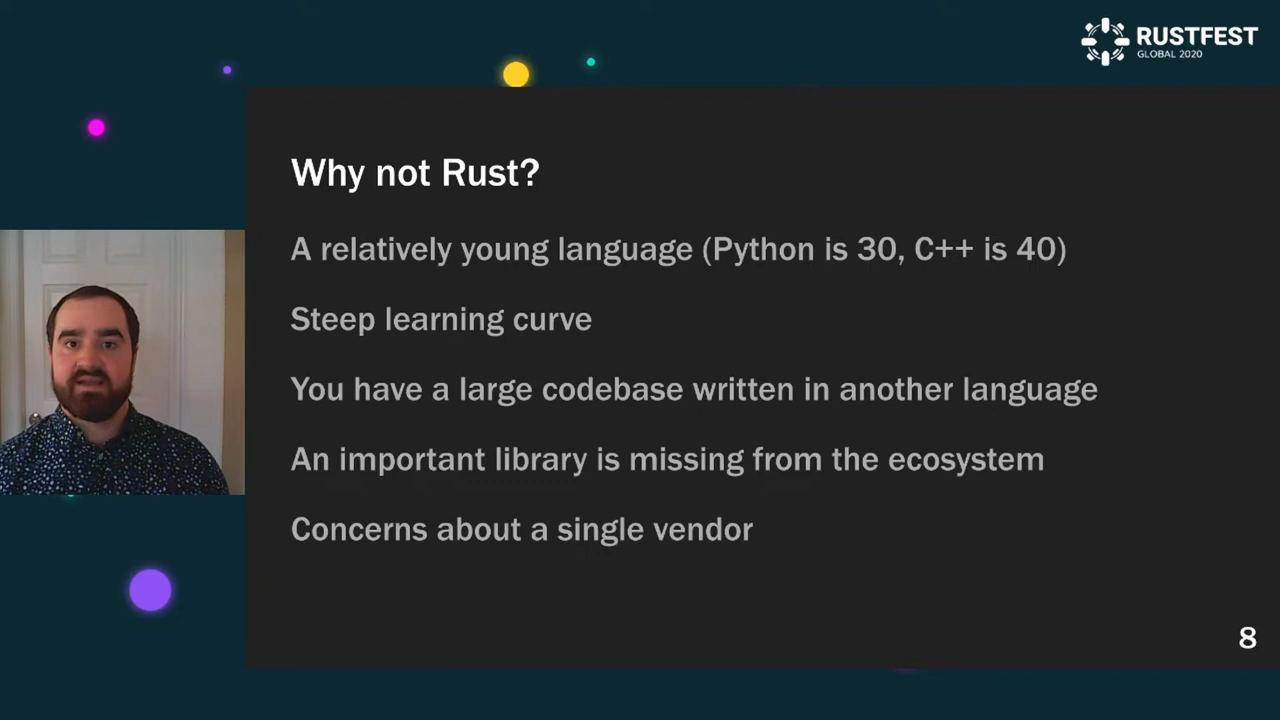 RUSTFEST
GLOBAL 2020
Why not Rust?
A relatively young language (Python is 30, C++ is 40)
Steep learning curve
You have a large codebase written in another language
An important library is missing from the ecosystem
Concerns about a single vendor
8